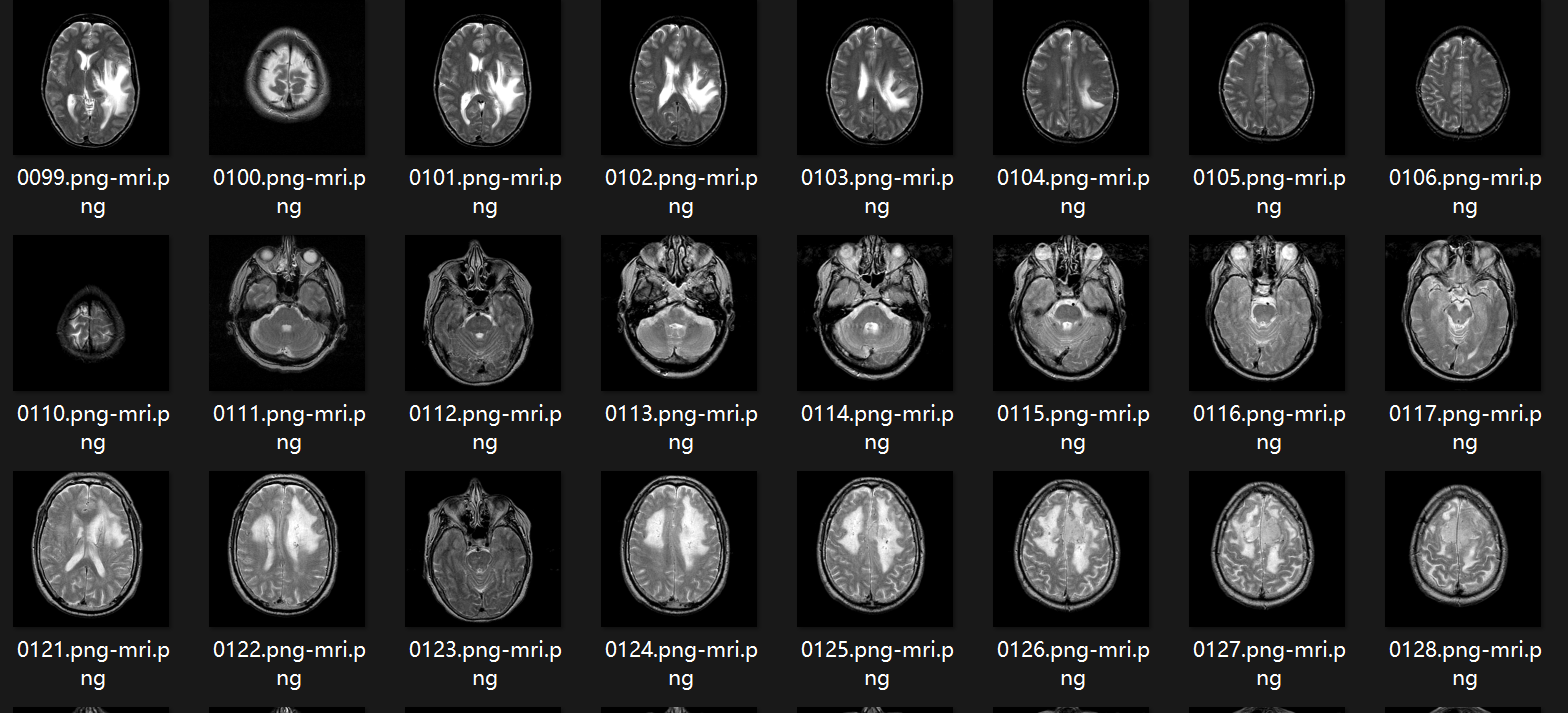 0099.png-mri.p
ng
0100.png-mri.p
ng
0101.png-mri.p
ng
0102.png-mri.p
ng
0103.png-mri.p
ng
0104.png-mri.p
ng
0105.png-mri.p
ng
0106.png-mri.p
ng
0110.png-mri.p
ng
0111.png-mri.p
ng
0112.png-mri.p
ng
0113.png-mri.p
ng
0114.png-mri.p
ng
0115.png-mri.p
ng
0116.png-mri.p
ng
0117.png-mri.p
ng
0121.png-mri.p
ng
0122.png-mri.p
ng
0123.png-mri.p
ng
0124.png-mri.p
ng
0125.png-mri.p
ng
0126.png-mri.p
ng
0127.png-mri.p
ng
0128.png-mri.p
ng